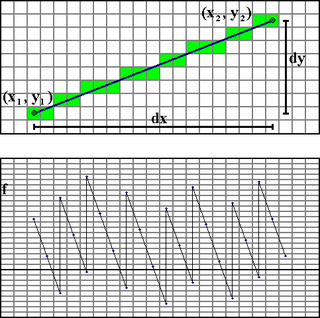 (x2, y2)
dy
(x1, y1)
dx
f